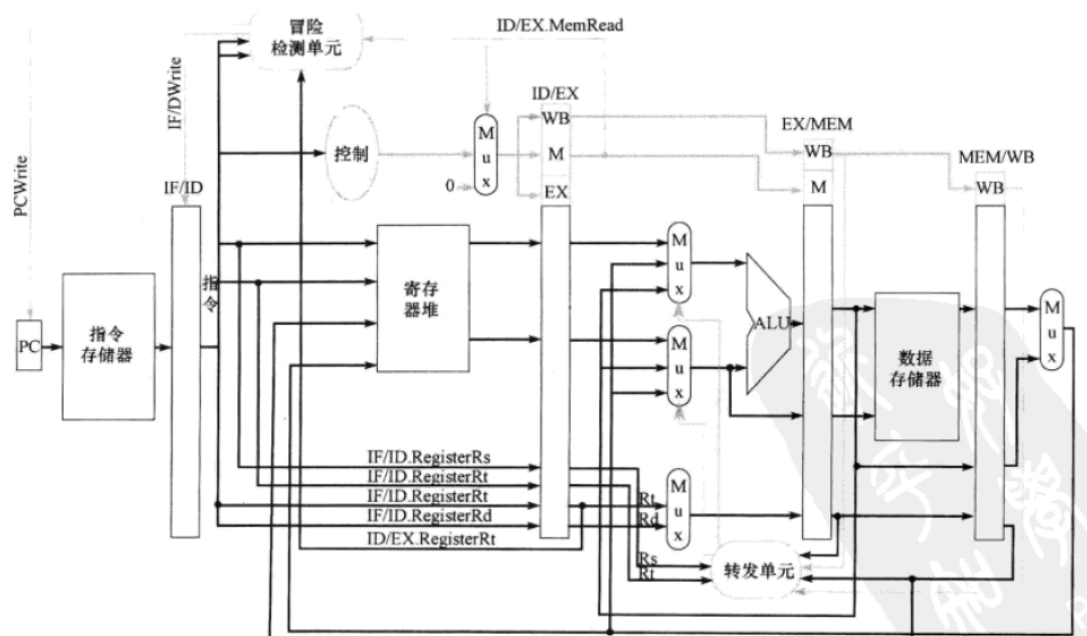 冒险
检测单元
ID/EX.MemRead
IF/DWrite
PCWrite
ID/EX
WB
M
EX
控制
M
u
x
0
EX/MEM
WB
M
MEM/WB
WB
IF/ID
指令
PC
指令
存储器
寄存
器堆
M
u
x
M
u
x
ALU
数据
存储器
M
u
x
IF/ID.RegisterRs
IF/ID.RegisterRt
IF/ID.RegisterRt
IF/ID.RegisterRd
ID/EX.RegisterRt
Rt
Rd
M
u
x
Rs
Rt
转发单元